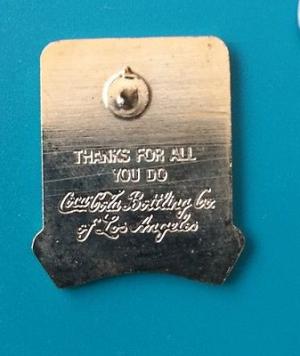 THANKS FOR ALL
YOU DO
Coca-Cola Bottling Co.
of Los Angeles